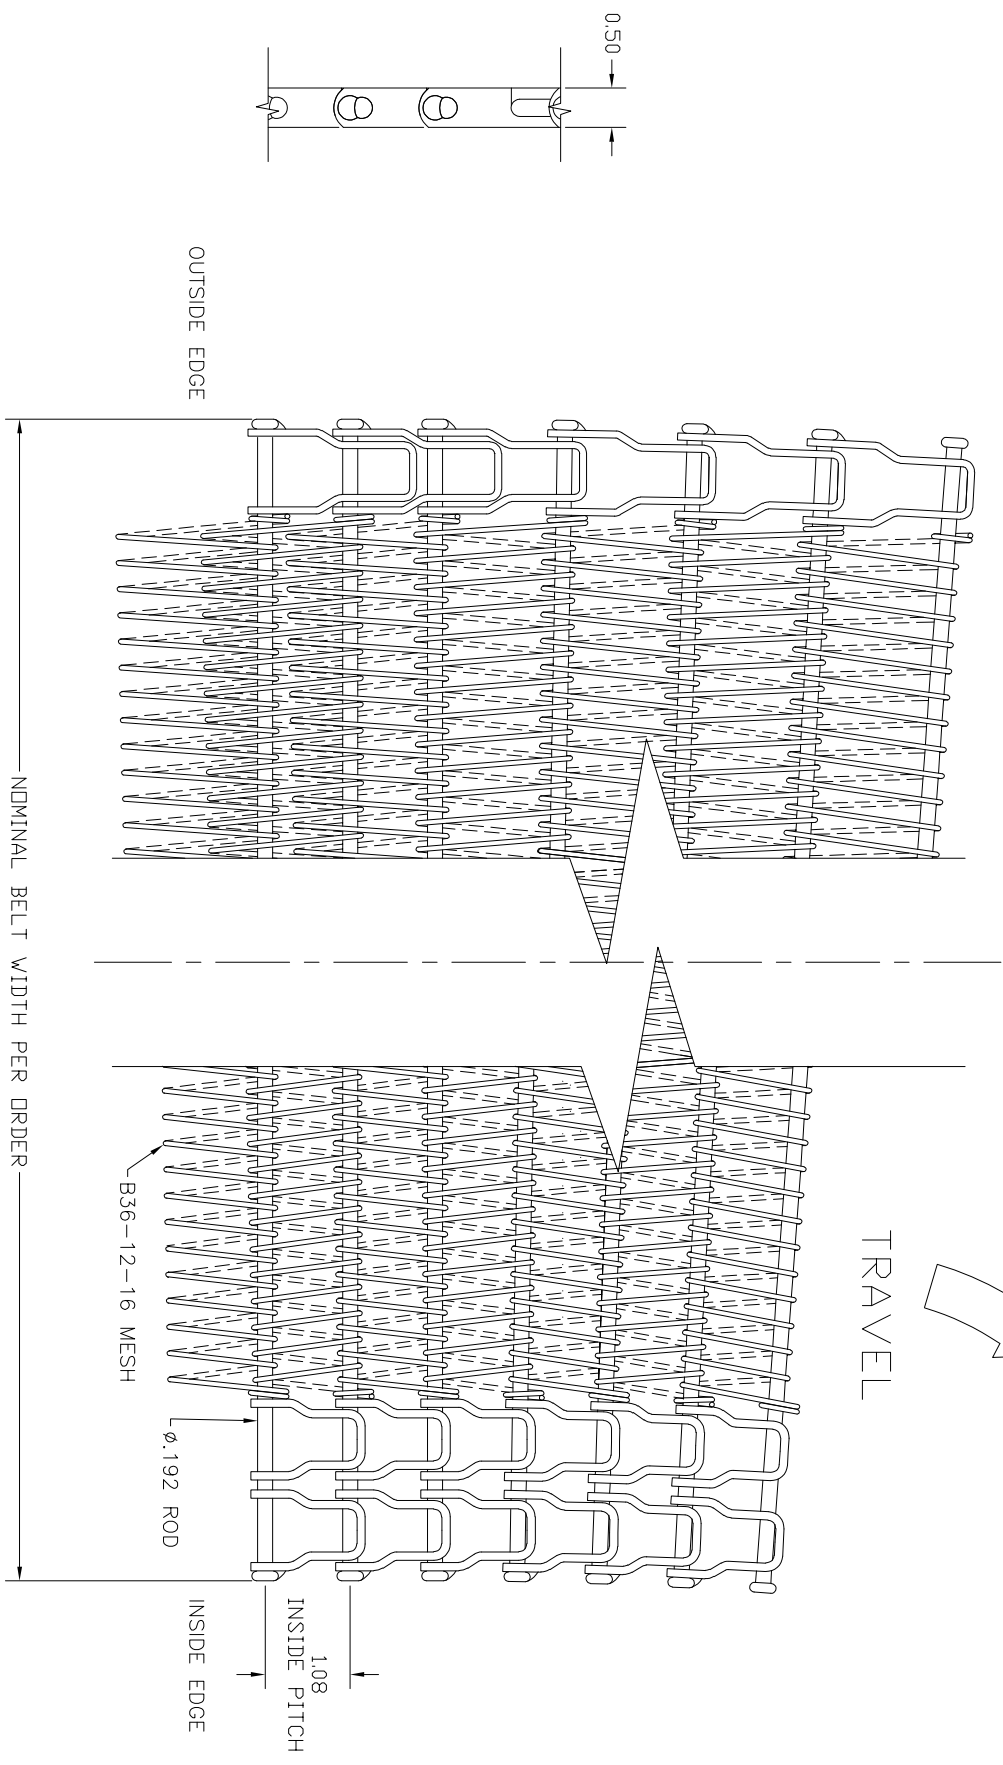 0.50
OUTSIDE EDGE
NOMINAL BELT WIDTH PER ORDER
TRAVEL
B36-12-16 MESH
Ø.192 ROD
1.08
INSIDE PITCH
INSIDE EDGE